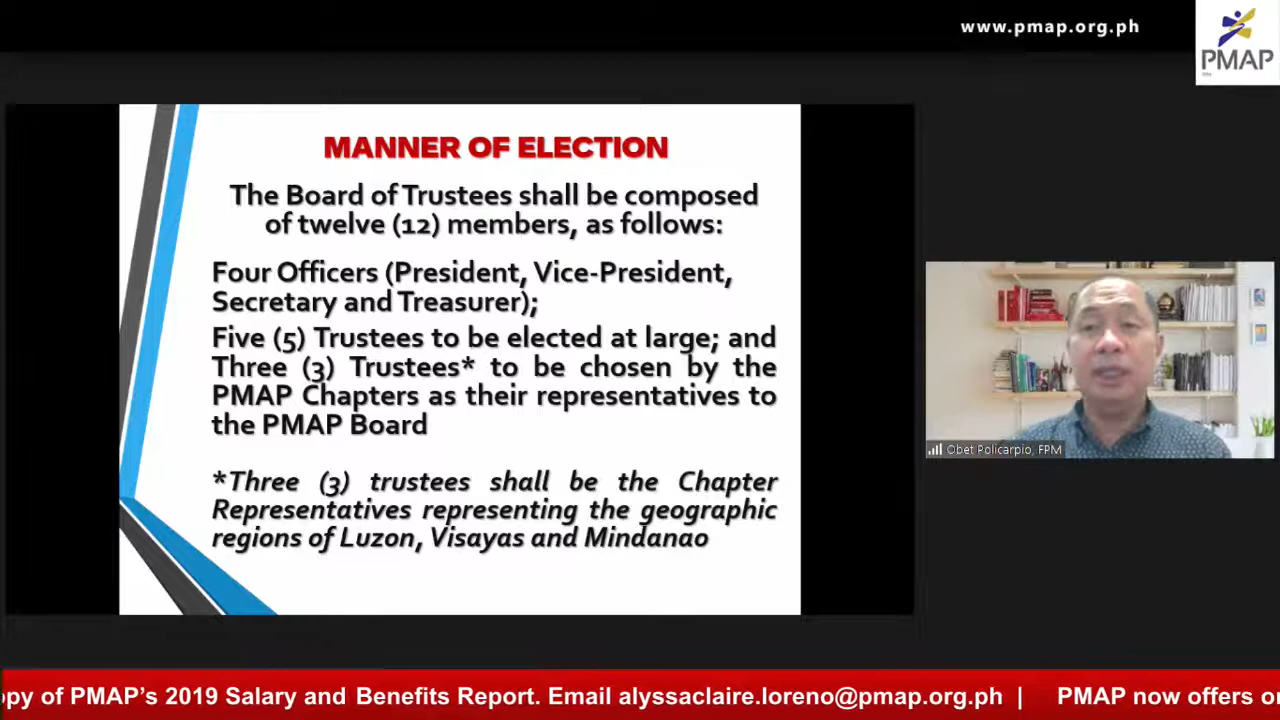 www.pmap.org.ph
PMAP
MANNER OF ELECTION
The Board of Trustees shall be composed
of twelve (12) members, as follows:
Four Officers (President, Vice-President,
Secretary and Treasurer);
Five (5) Trustees to be elected at large; and
Three (3) Trustees* to be chosen by the
PMAP Chapters as their representatives to
the PMAP Board
*Three (3) trustees shall be the Chapter
Representatives representing the geographic
regions of Luzon, Visayas and Mindanao
Obet Policarpio, FPM
opy of PMAP's 2019 Salary and Benefits Report. Email alyssaclaire.loreno@pmap.org.ph | PMAP now offers o